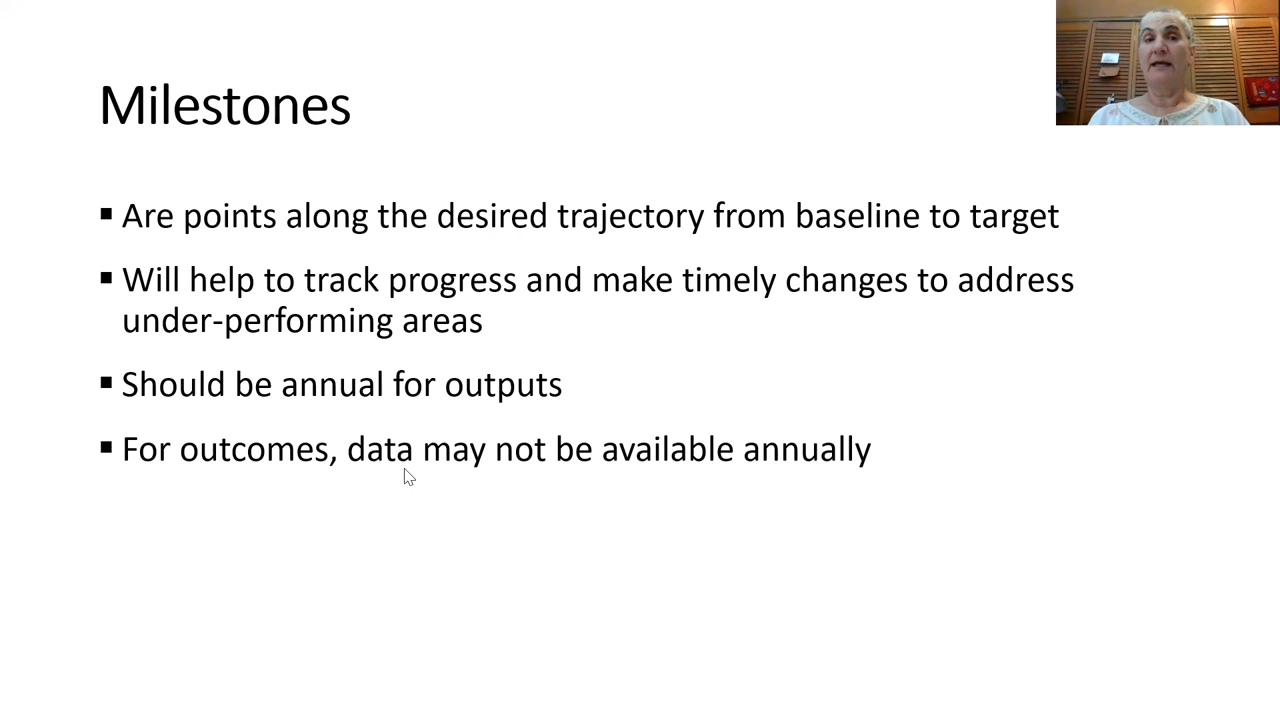 Milestones
▪ Are points along the desired trajectory from baseline to target
▪ Will help to track progress and make timely changes to address
under-performing areas
▪ Should be annual for outputs
▪ For outcomes, data may not be available annually